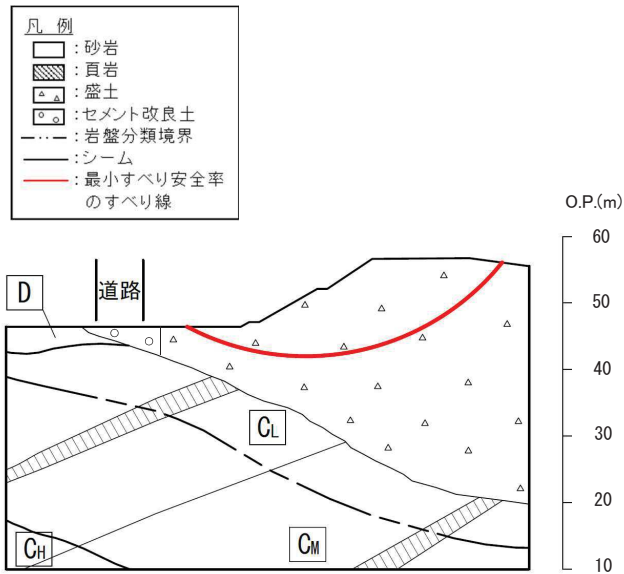 凡 例
：砂岩
：頁岩
：盛土
：セメント改良土
：岩盤分類境界
：シーム
：最小すべり安全率
のすべり線
O.P.(m)
60
50
40
30
20
10
D
道路
CL
CH
CM